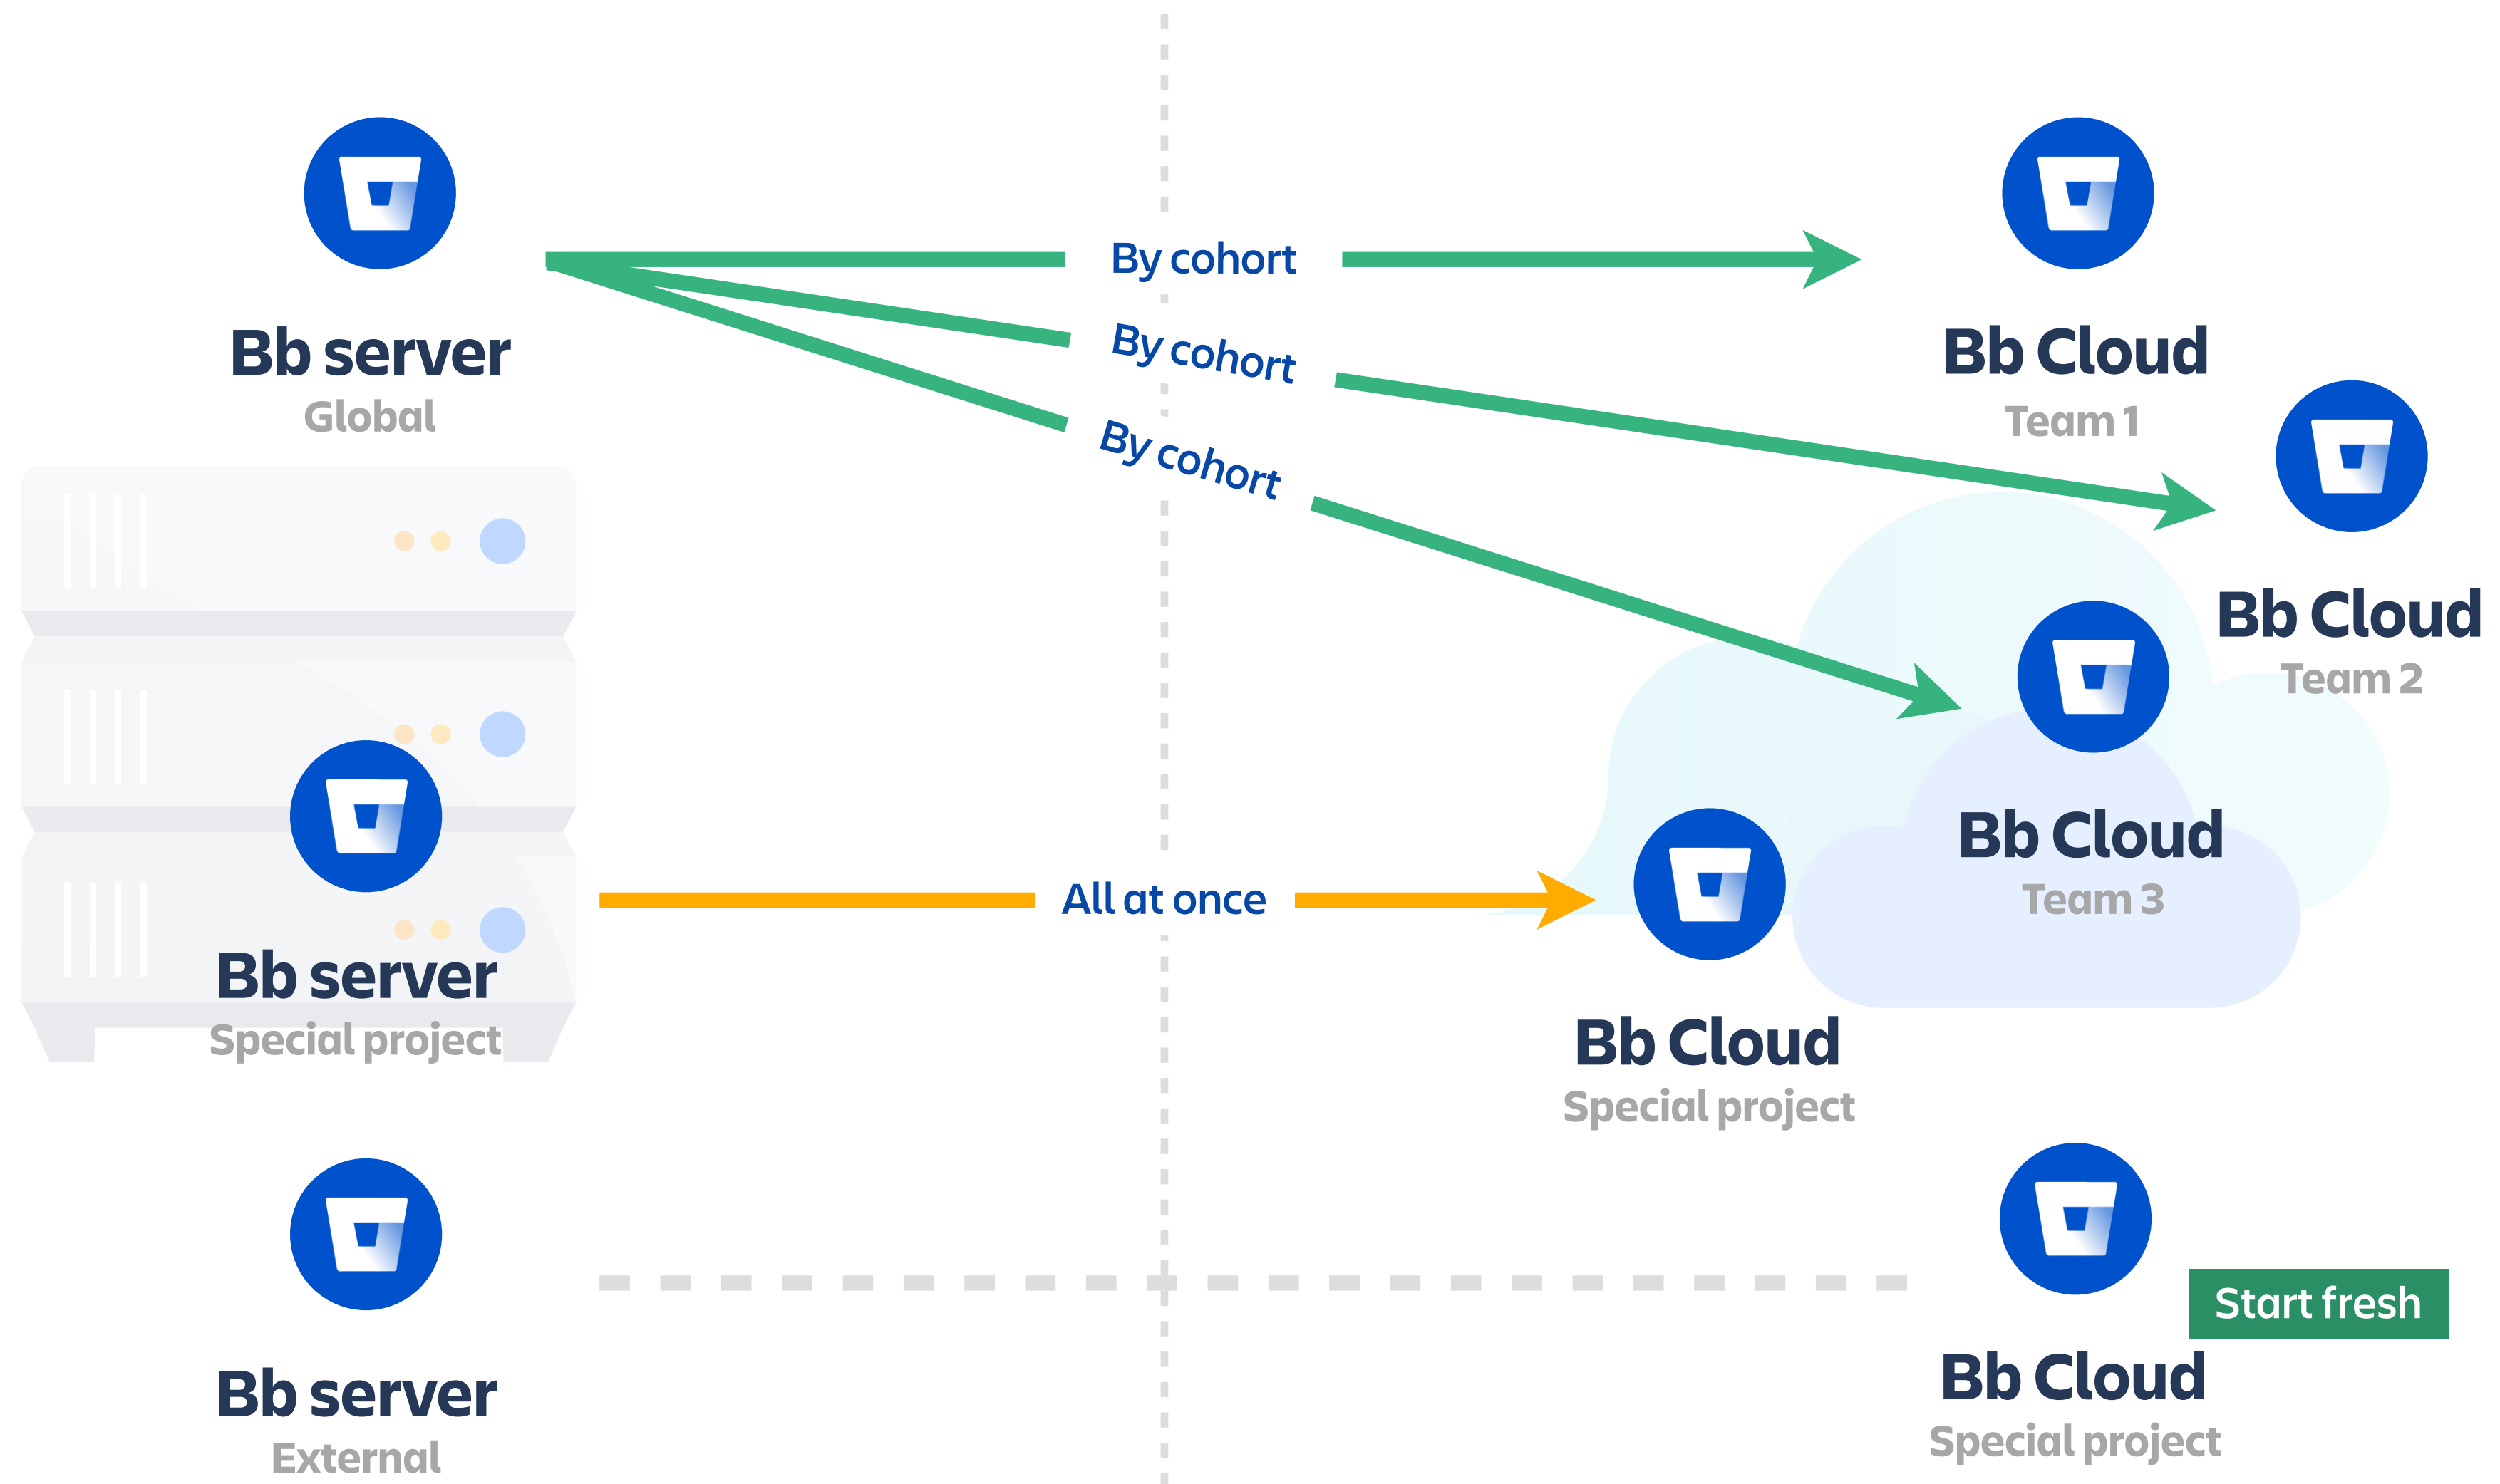 Bb server
Global
By cohort
By cohort
By cohort
Bb Cloud
Team 1
Bb Cloud
Team 2
Bb Cloud
Team 3
Bb server
Special project
All at once
Bb Cloud
Special project
Bb server
External
Start fresh
Bb Cloud
Special project